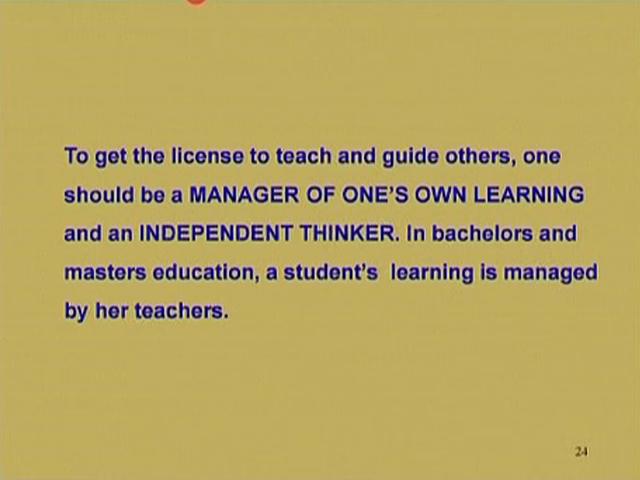 To get the license to teach and guide others, one
should be a MANAGER OF ONE'S OWN LEARNING
and an INDEPENDENT THINKER. In bachelors and
masters education, a student's learning is managed
by her teachers.
24